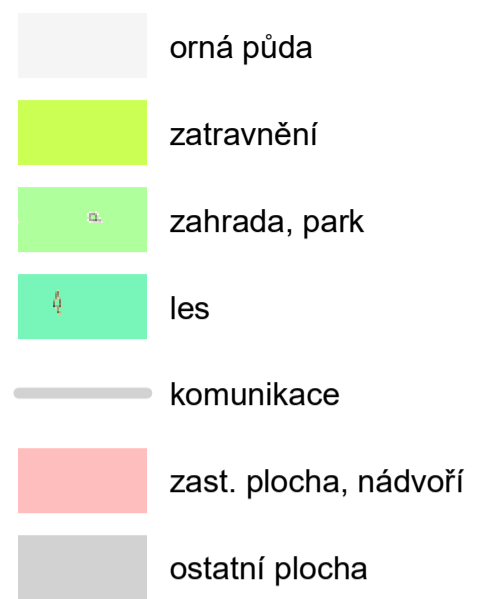 orná půda
zatravnění
zahrada, park
les
komunikace
zast. plocha, nádvoří
ostatní plocha